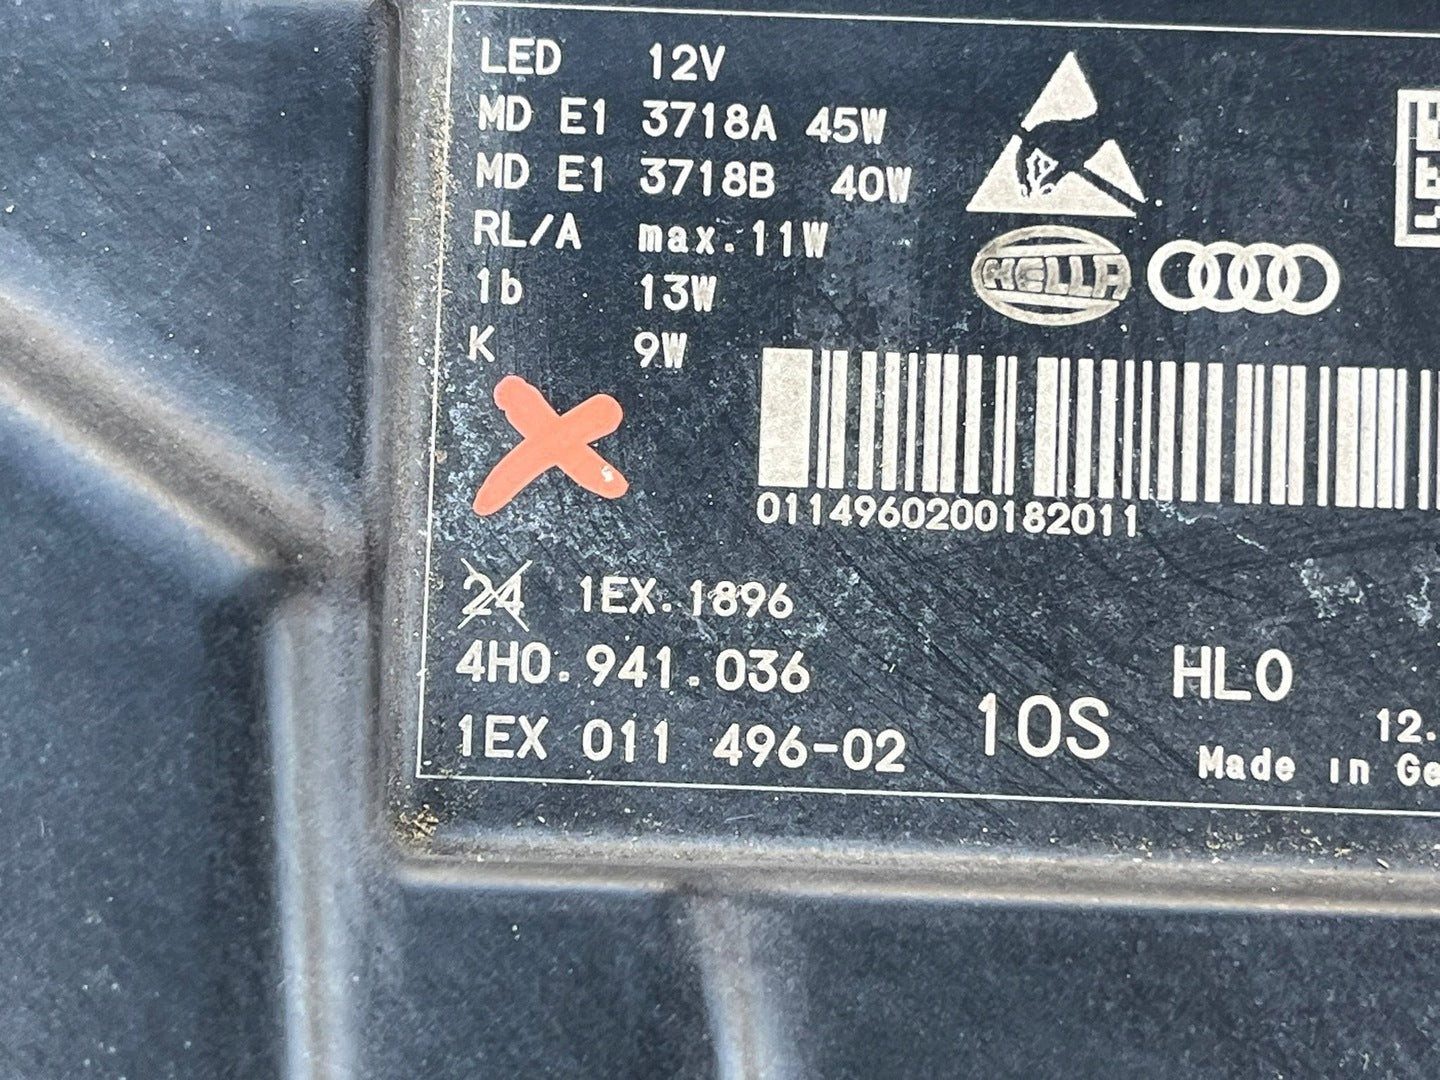 LED 12V
MD E1 3718A 45W
MD E1 3718B 40W
RL/A max.11W
1b 13W
K 9W
HELLA
011496020018201​1
24 1EX.1896
4H0.941.036
HLO
1EX 011 496-02
10S
12.
Made in Ge